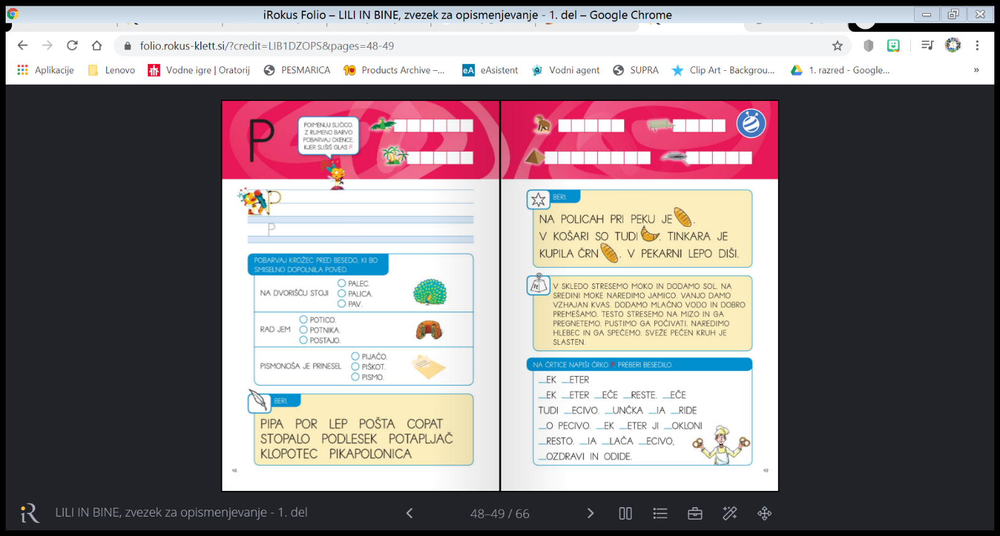 iRokus Folio – LILI IN BINE, zvezek za opismenjevanje - 1. del – Google Chrome
folio.rokus-klett.si/?credit=LIB1DZOPS&pages=48-49
Aplikacije Lenovo Vodne igre | Oratorij PESMARICA Products Archive –... eA eAsistent Vodni agent SUPRA Clip Art - Backgrou... 1. razred - Google... »
P
POIMENUJ SLIČICO.
Z RUMENO BARVO
POBARVAJ OKENCE,
KJER SLIŠIŠ GLAS P.
P
P
POBARVAJ KROŽEC PRED BESEDO, KI BO
SMISELNO DOPOLNILA POVED.
NA DVORIŠČU STOJI
PALEC.
PALICA.
PAV.
RAD JEM
POTICO.
POTNIKA.
POSTAJO.
PISMONOŠA JE PRINESEL
PIJAČO.
PIŠKOT.
PISMO.
BERI.
PIPA POR LEP POŠTA COPAT
STOPALO PODLESEK POTAPLJAČ
KLOPOTEC PIKAPOLONICA
48
BERI.
NA POLICAH PRI PEKU JE .
V KOŠARI SO TUDI . TINKARA JE
KUPILA ČRN . V PEKARNI LEPO DIŠI.
1t
V SKLEDO STRESEMO MOKO IN DODAMO SOL. NA
SREDINI MOKE NAREDIMO JAMICO. VANJO DAMO
VZHAJAN KVAS. DODAMO MLAČNO VODO IN DOBRO
PREMEŠAMO. TESTO STRESEMO NA MIZO IN GA
PREGNETEMO. PUSTIMO GA POČIVATI. NAREDIMO
HLEBEC IN GA SPEČEMO. SVEŽE PEČEN KRUH JE
SLASTEN.
NA ČRTICE NAPIŠI ČRKO P. PREBERI BESEDILO.
_EK _ETER
_EK _ETER _EČE _RESTE. _EČE
TUDI _ECIVO. _UNČKA _IA _RIDE
_O PECIVO. _EK _ETER JI _OKLONI
_RESTO. _IA _LAČA _ECIVO,
_OZDRAVI IN ODIDE.
49
iR LILI IN BINE, zvezek za opismenjevanje - 1. del
48–49 / 66